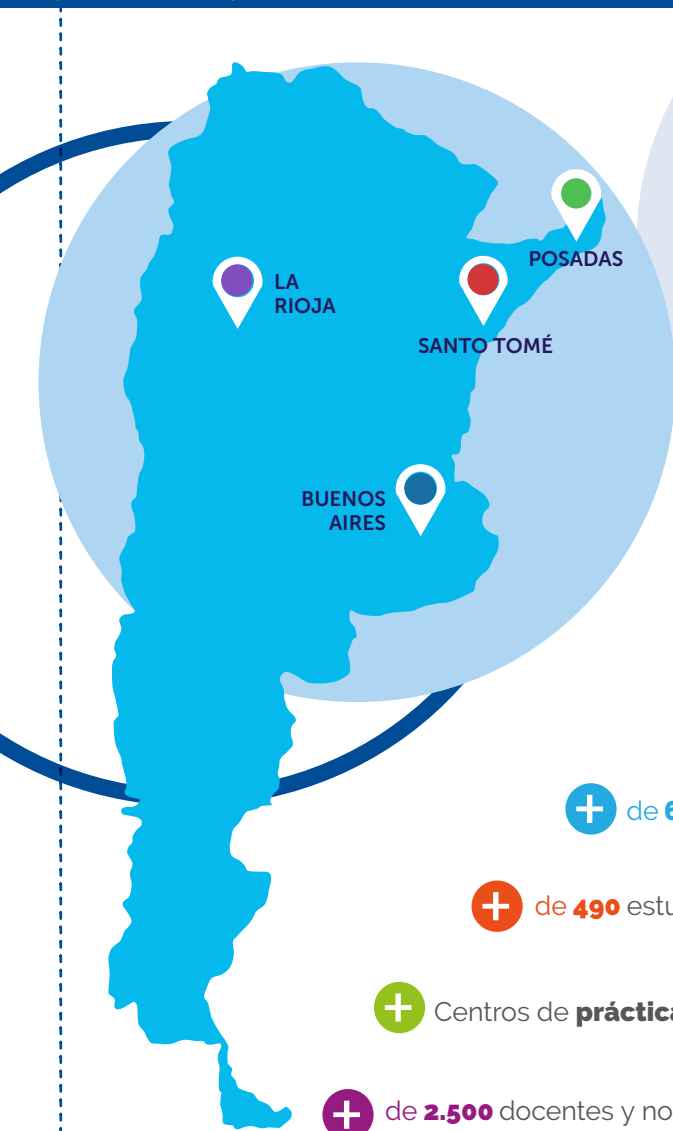 POSADAS
LA
RIOJA
SANTO TOMÉ
BUENOS
AIRES
de 6
de 490 estu
Centros de práctica
de 2.500 docentes y no